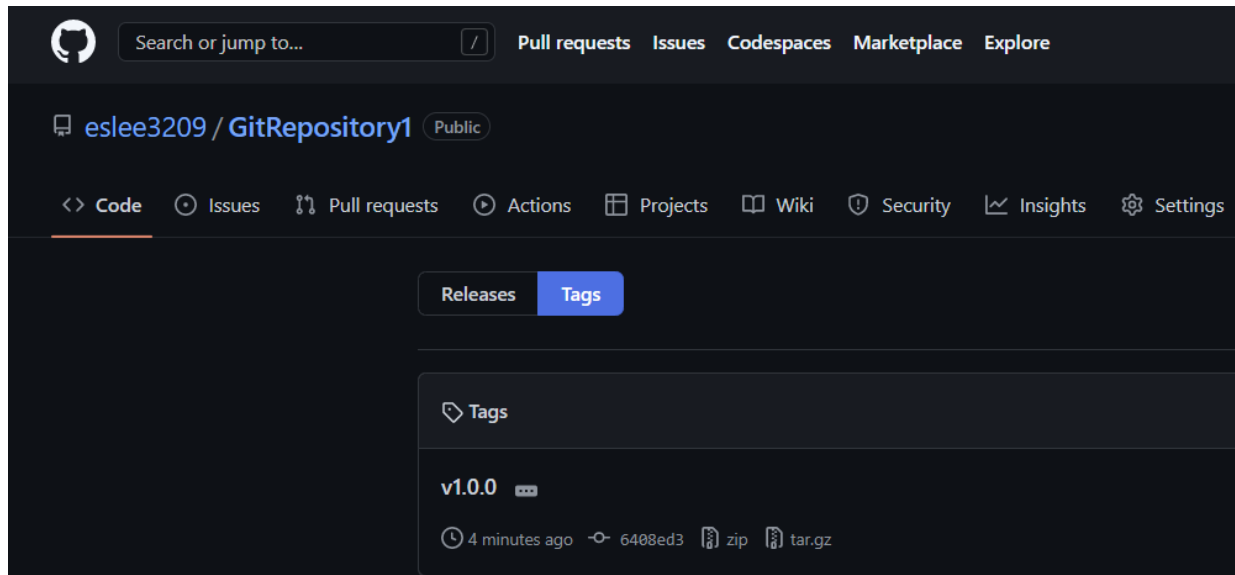 Search or jump to... / Pull requests Issues Codespaces Marketplace Explore
eslee3209 / GitRepository1 Public
<> Code Issues Pull requests Actions Projects Wiki Security Insights Settings
Releases Tags
Tags
v1.0.0 ...
4 minutes ago 6408ed3 zip tar.gz